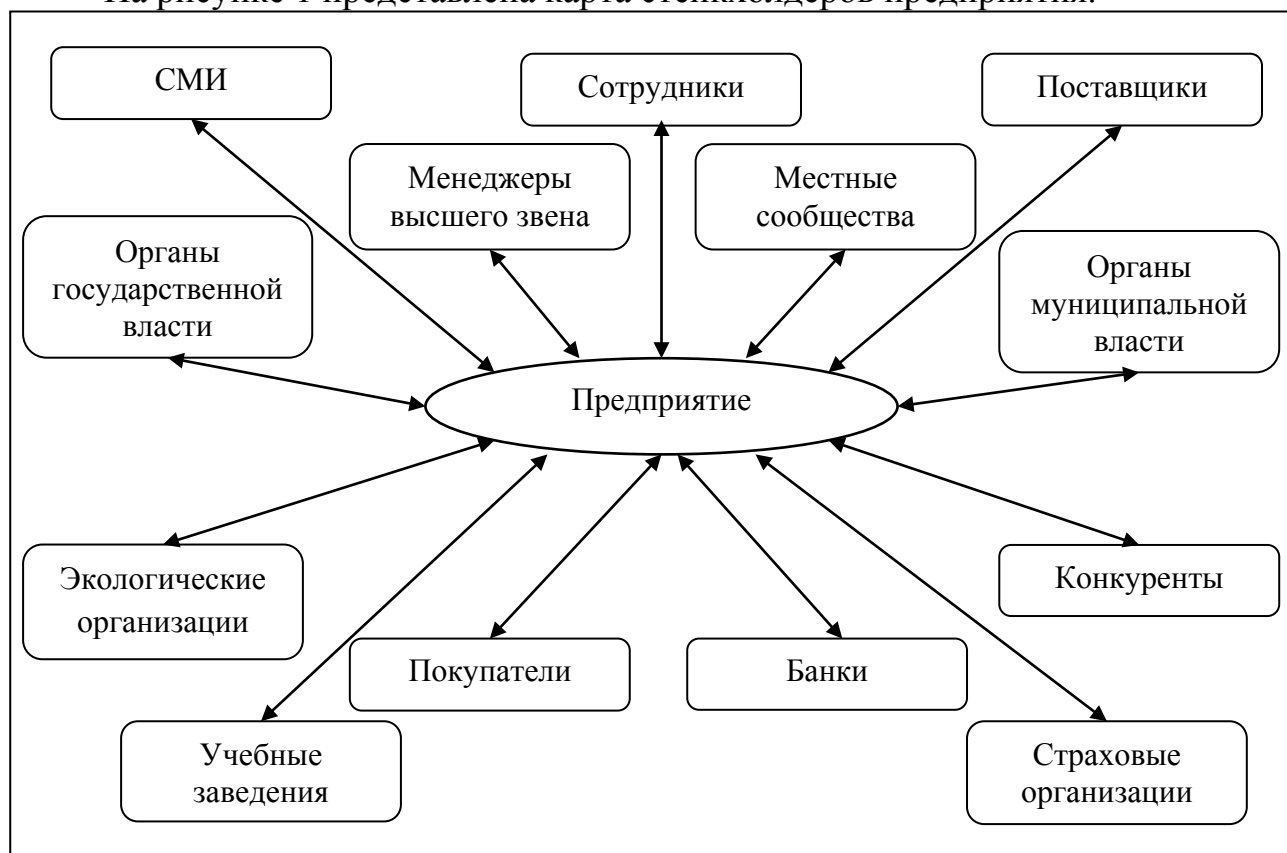 На рисунке 1 представлена карта стейкхолдеров предприятия.
СМИ
Сотрудники
Поставщики
Менеджеры
высшего звена
Местные
сообщества
Органы
государственной
власти
Органы
муниципальной
власти
Предприятие
Экологические
организации
Конкуренты
Покупатели
Банки
Учебные
заведения
Страховые
организации